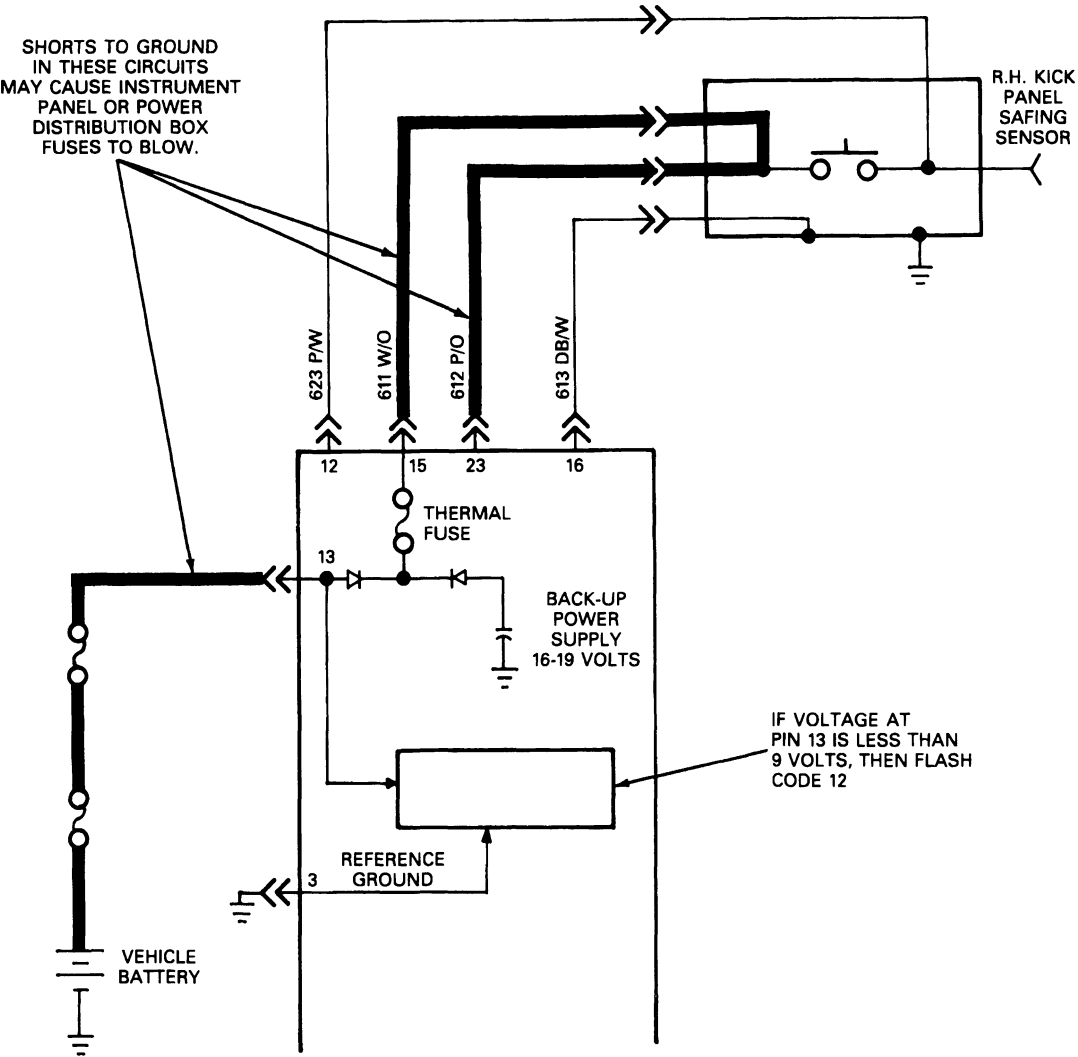 SHORTS TO GROUND
IN THESE CIRCUITS
MAY CAUSE INSTRUMENT
PANEL OR POWER
DISTRIBUTION BOX
FUSES TO BLOW.
R.H. KICK
PANEL
SAFING
SENSOR
623 P/W
611 W/O
612 P/O
613 DB/W
12
15
23
16
THERMAL
FUSE
13
BACK-UP
POWER
SUPPLY
16-19 VOLTS
IF VOLTAGE AT
PIN 13 IS LESS THAN
9 VOLTS, THEN FLASH
CODE 12
REFERENCE
GROUND
3
VEHICLE
BATTERY